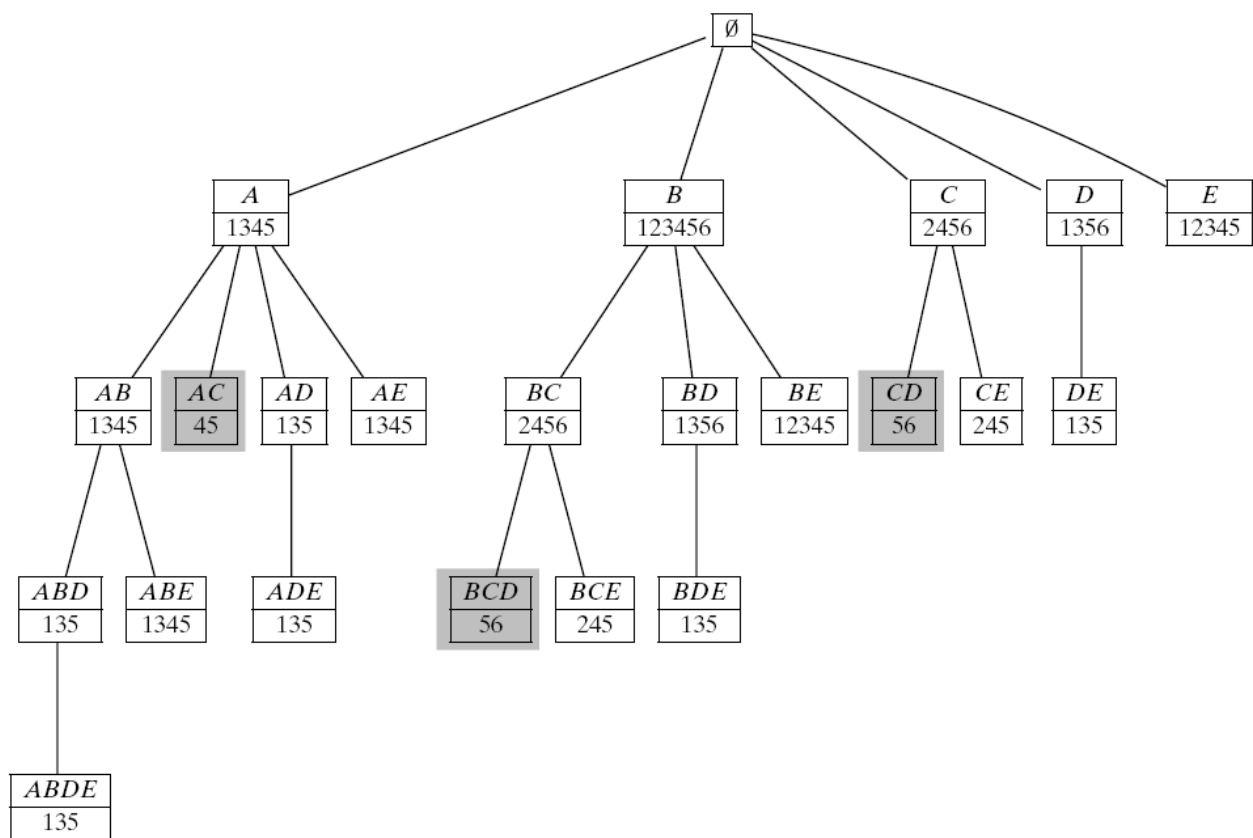 Ø
A B C D E
1345 123456 2456 1356 12345
AB AC AD AE BC BD BE CD CE DE
1345 45 135 1345 2456 1356 12345 56 245 135
ABD ABE ADE BCD BCE BDE
135 1345 135 56 245 135
ABDE
135